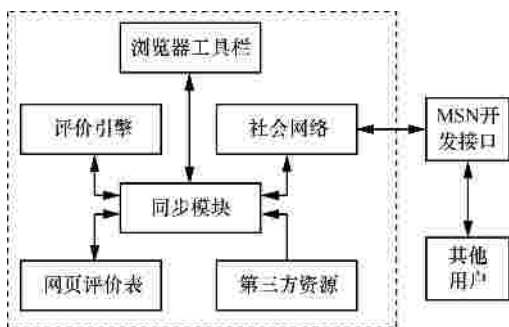 浏览器工具栏
评价引擎
社会网络
MSN开
发接口
同步模块
网页评价表
第三方资源
其他
用户